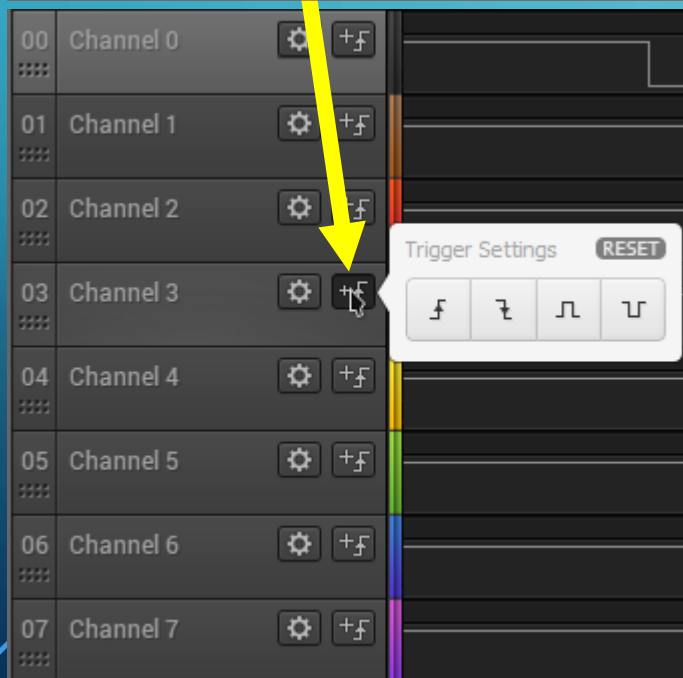 00 Channel 0
01 Channel 1
02 Channel 2
Trigger Settings RESET
03 Channel 3
04 Channel 4
05 Channel 5
06 Channel 6
07 Channel 7